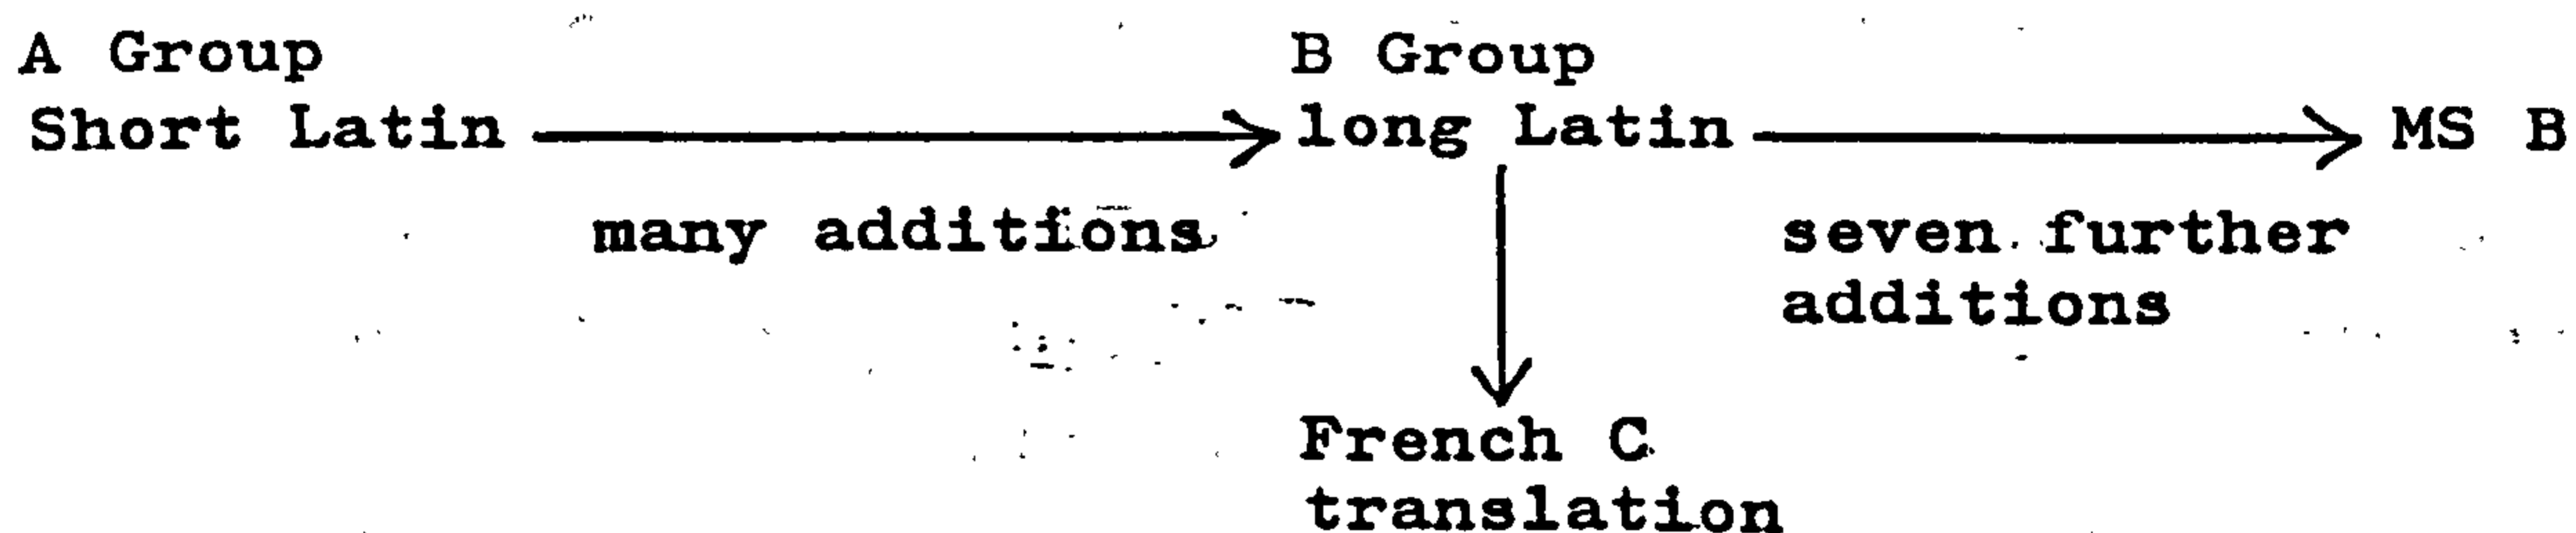 A Group
Short Latin
many additions
B Group
long Latin
MS B
seven further
additions
French C
translation